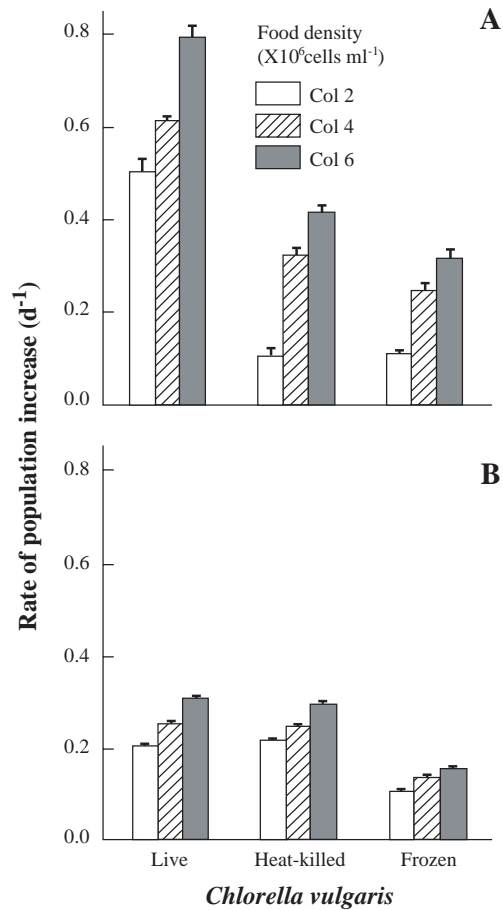 A
Food density
(X10⁶cells ml⁻¹)
Col 2
Col 4
Col 6
0.8
0.6
0.4
0.2
0.0
B
0.8
0.6
0.4
0.2
0.0
Rate of population increase (d⁻¹)
Live Heat-killed Frozen
Chlorella vulgaris